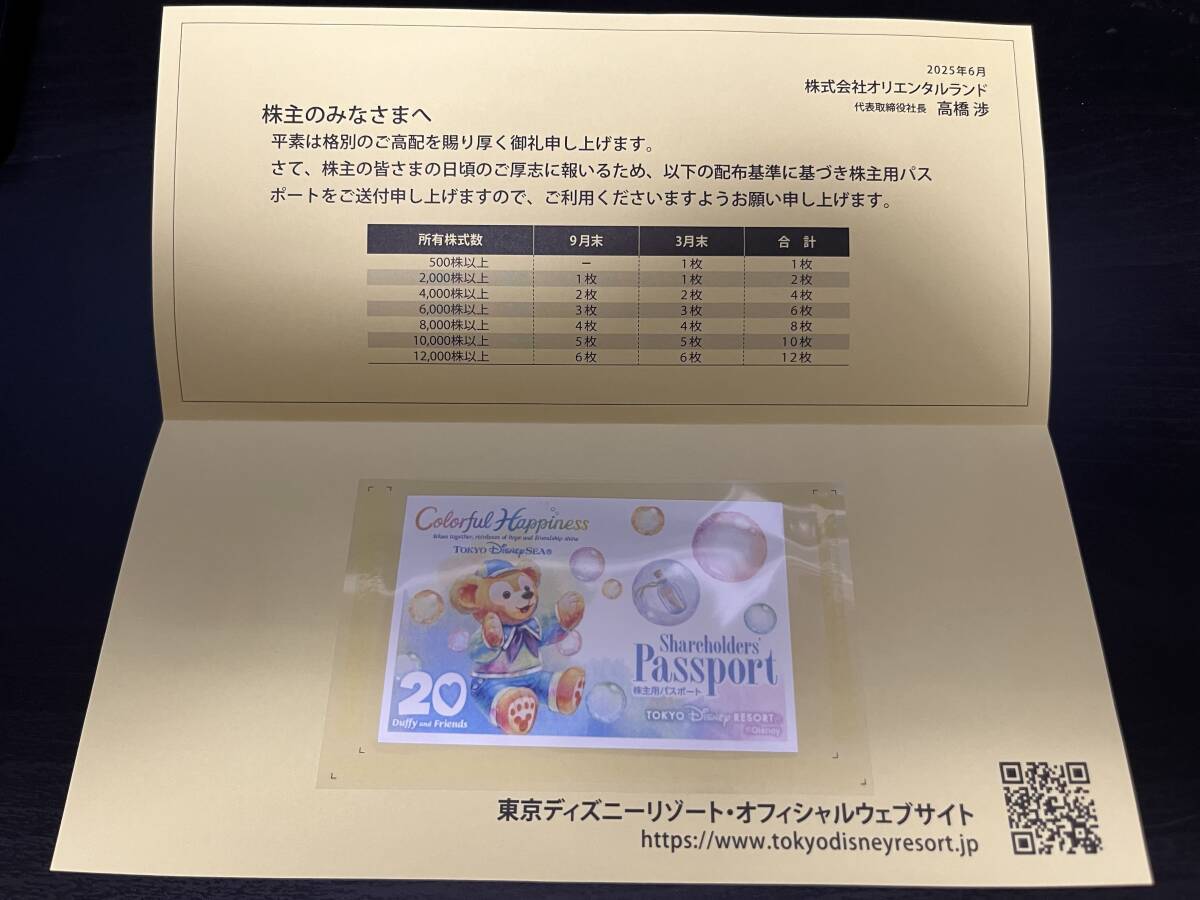 2025年6月
株式会社オリエンタルランド
代表取締役社長 高橋 渉
株主のみなさまへ
平素は格別のご高配を賜り厚く御礼申し上げます。
さて、株主の皆さまの日頃のご厚志に報いるため、以下の配布基準に基づき株主用パス
ポートをご送付申し上げますので、ご利用くださいますようお願い申し上げます。
所有株式数 9月末 3月末 合計
500株以上 － 1枚 1枚
2,000株以上 1枚 1枚 2枚
4,000株以上 2枚 2枚 4枚
6,000株以上 3枚 3枚 6枚
8,000株以上 4枚 4枚 8枚
10,000株以上 5枚 5枚 10枚
12,000株以上 6枚 6枚 12枚
Colorful Happiness
When together, rainbows of hope and friendship shine
TOKYO DisneySEA®
Shareholders'
Passport
株主用パスポート
20
Duffy and Friends
TOKYO Disney RESORT
©Disney
東京ディズニーリゾート・オフィシャルウェブサイト
https://www.tokyodisneyresort.jp